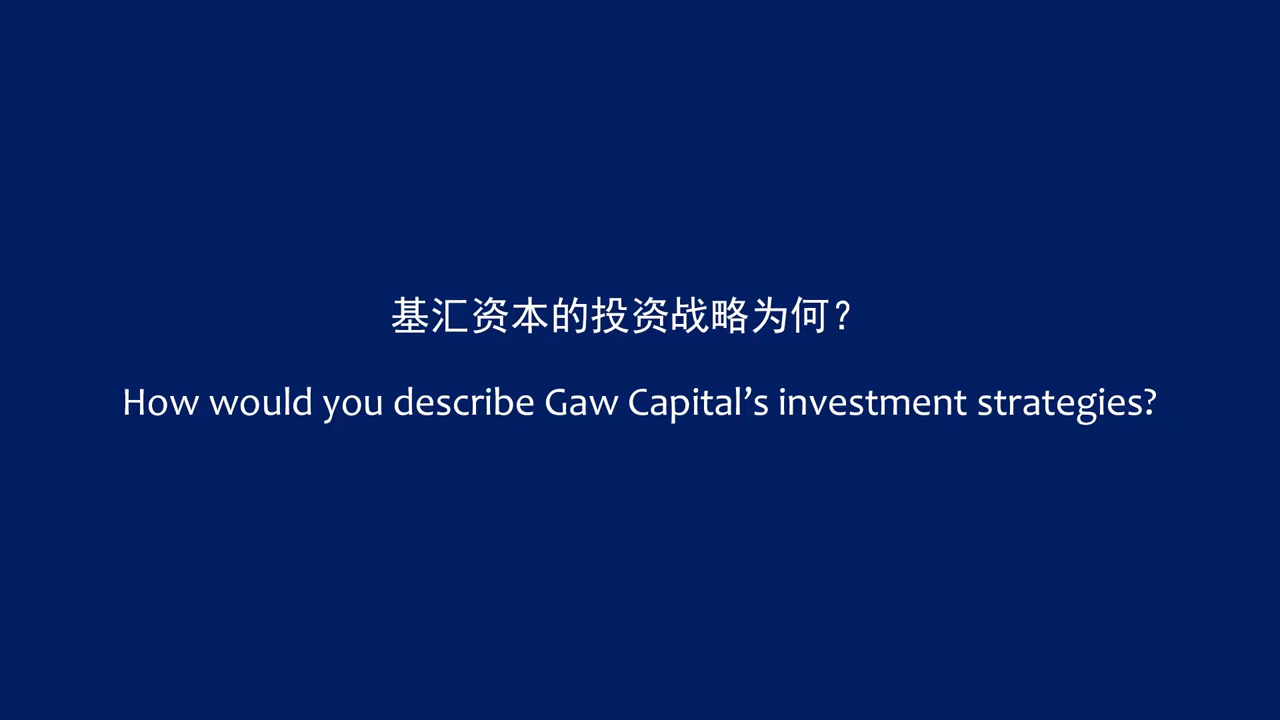 基汇资本的投资战略为何？
How would you describe Gaw Capital’s investment strategies?